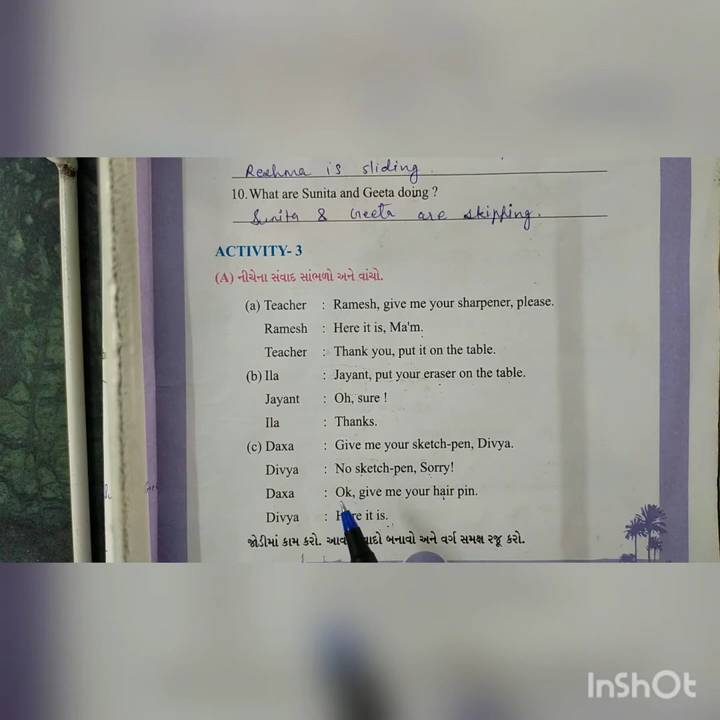 Reshma is sliding.
10. What are Sunita and Geeta doing ?
Sunita & Geeta are skipping.
ACTIVITY- 3
(A) નીચેના સંવાદ સાંભળો અને વાંચો.
(a) Teacher : Ramesh, give me your sharpener, please.
Ramesh : Here it is, Ma'm.
Teacher : Thank you, put it on the table.
(b) Ila : Jayant, put your eraser on the table.
Jayant : Oh, sure !
Ila : Thanks.
(c) Daxa : Give me your sketch-pen, Divya.
Divya : No sketch-pen, Sorry!
Daxa : Ok, give me your hair pin.
Divya : Here it is.
જોડીમાં કામ કરો. બનાવો અને વર્ગ સમક્ષ રજૂ કરો.
InShOt